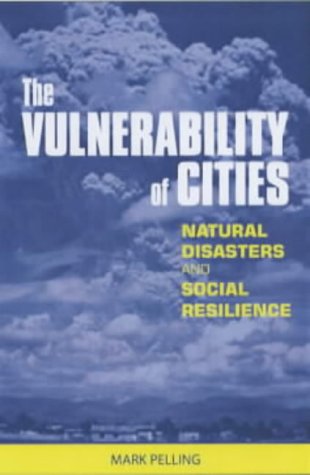 The
VULNERABILITY
of CITIES
NATURAL
DISASTERS
AND
SOCIAL
RESILIENCE
MARK PELLING